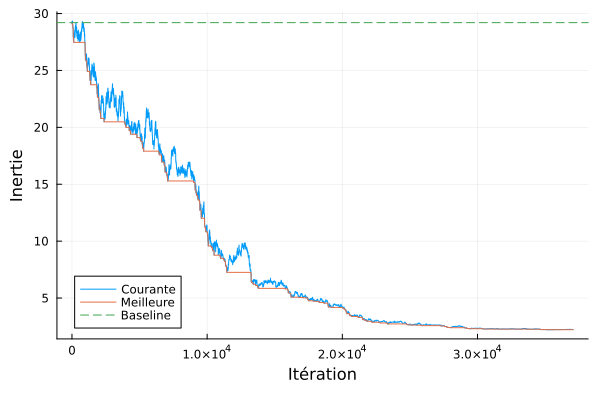 30
25
20
15
10
5
Inertie
Courante
Meilleure
Baseline
0
1.0×10⁴
2.0×10⁴
3.0×10⁴
Itération